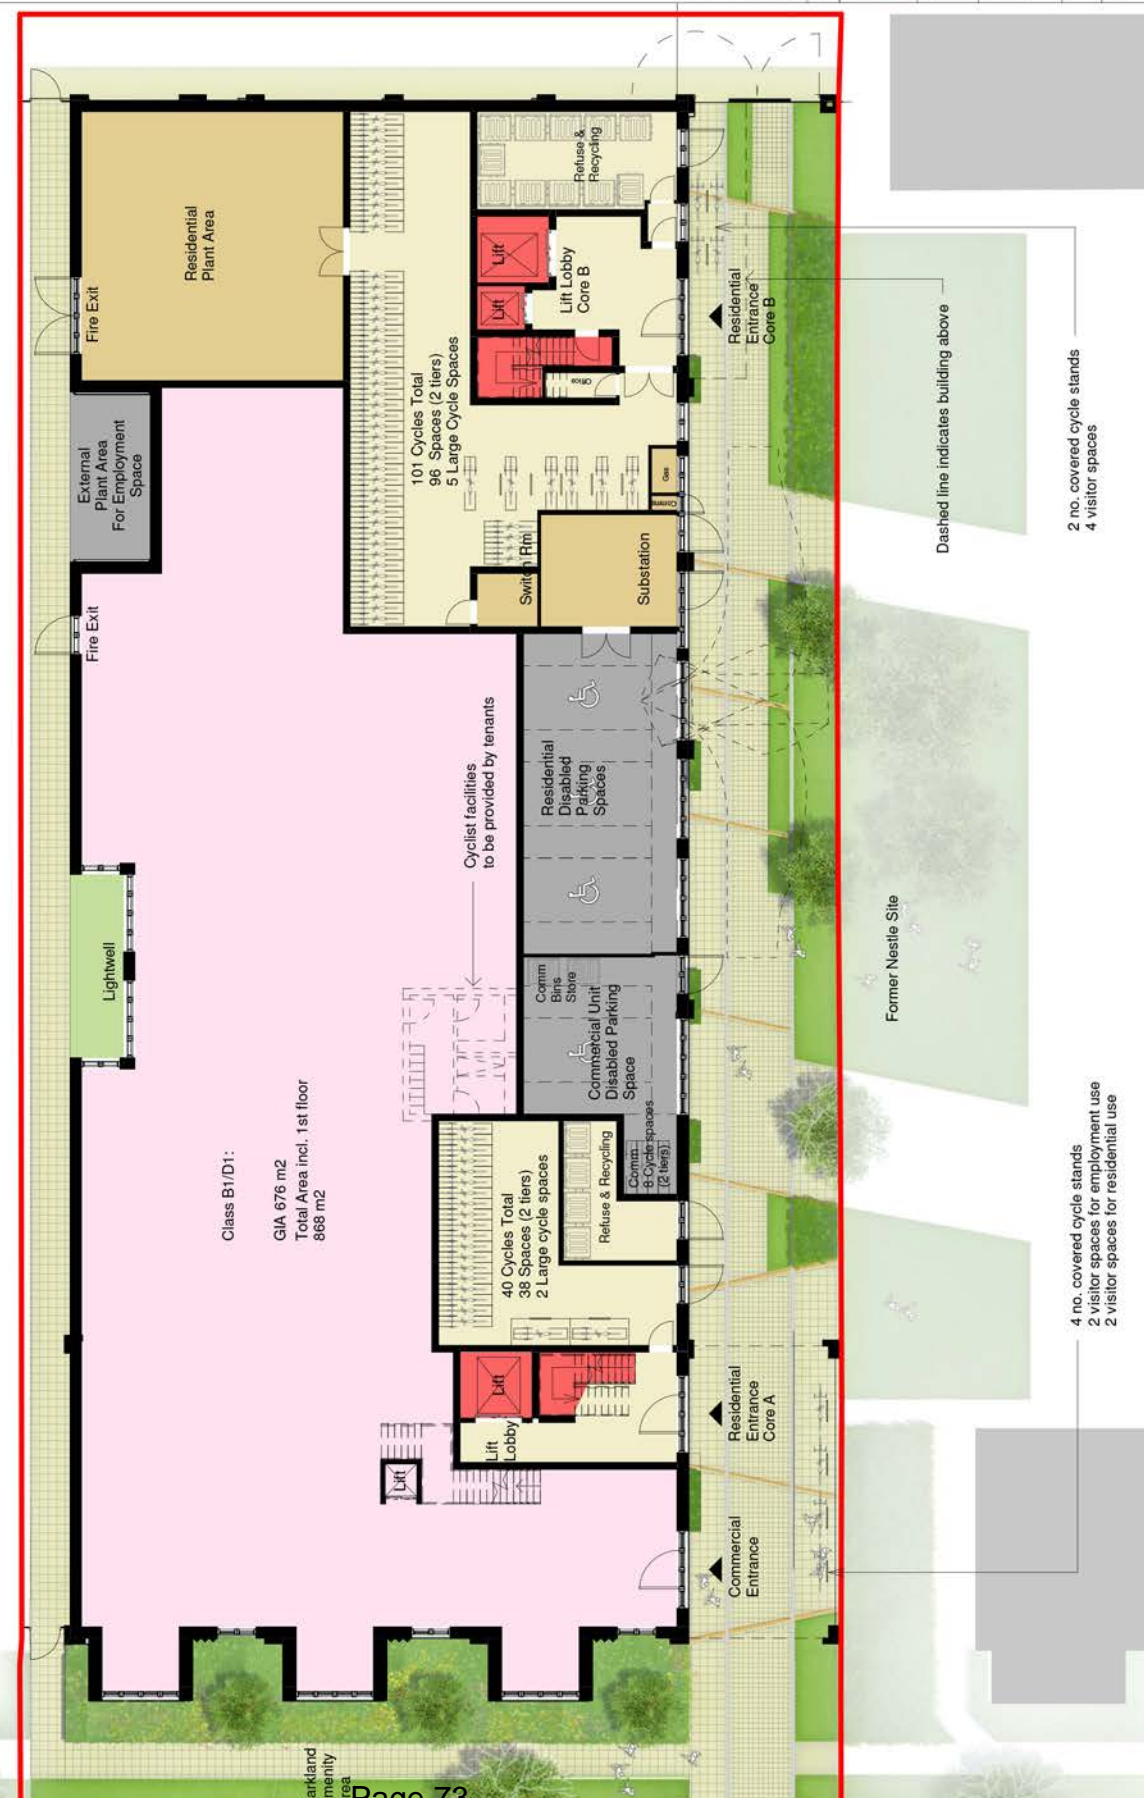 Residential
Plant Area
Fire Exit
External
Plant Area
For Employment
Space
Fire Exit
Lightwell
Refuse &
Recycling
Lift
Lift
Lift Lobby
Core B
Office
101 Cycles Total
96 Spaces (2 tiers)
5 Large Cycle Spaces
Gas
Comms
Switch Rm
Substation
Residential
Entrance
Core B
Dashed line indicates building above
2 no. covered cycle stands
4 visitor spaces
Cyclist facilities
to be provided by tenants
Residential
Disabled
Parking
Spaces
Comm
Bins
Store
Commercial Unit
Disabled Parking
Space
Comm
8 Cycle spaces
(2 tiers)
Former Nestle Site
Class B1/D1:
GIA 676 m2
Total Area incl. 1st floor
868 m2
40 Cycles Total
38 Spaces (2 tiers)
2 Large cycle spaces
Refuse & Recycling
Lift
Lift
Lobby
Lift
Residential
Entrance
Core A
Commercial
Entrance
4 no. covered cycle stands
2 visitor spaces for employment use
2 visitor spaces for residential use
arkland
menity
rea
Page 73